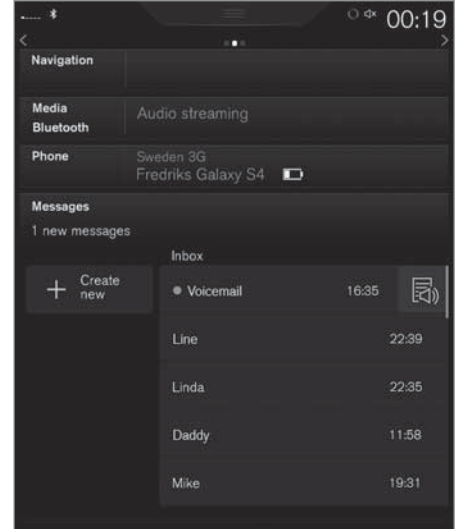 00:19
Navigation
Media
Bluetooth
Audio streaming
Phone
Sweden 3G
Fredriks Galaxy S4
Messages
1 new messages
Inbox
Create
new
Voicemail 16:35
Line 22:39
Linda 22:35
Daddy 11:58
Mike 19:31